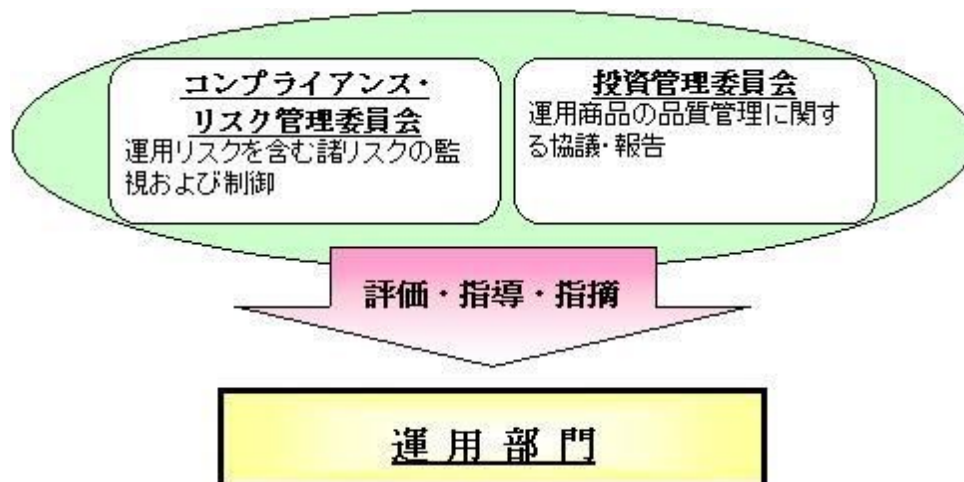 コンプライアンス・
リスク管理委員会
運用リスクを含む諸リスクの監
視および制御
投資管理委員会
運用商品の品質管理に関す
る協議・報告
評価・指導・指摘
運用部門